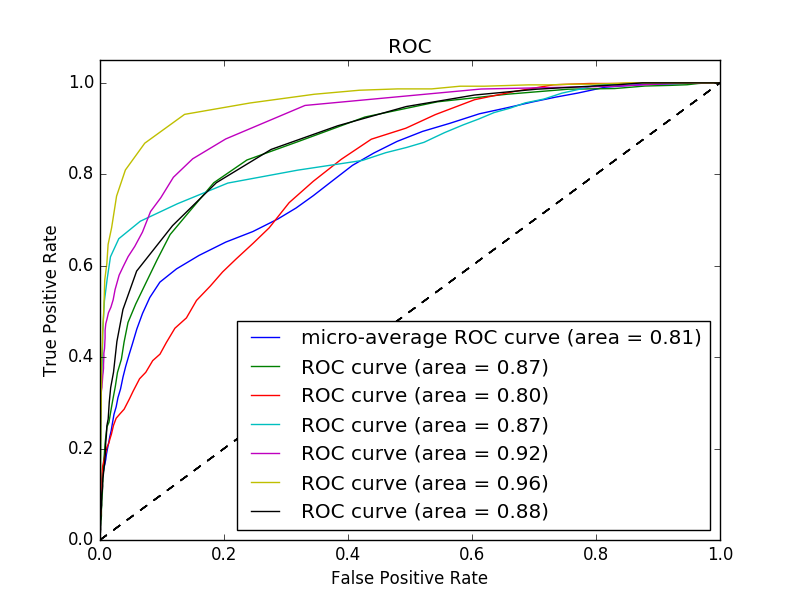 ROC
1.0
0.8
0.6
0.4
0.2
0.0
True Positive Rate
micro-average ROC curve (area = 0.81)
ROC curve (area = 0.87)
ROC curve (area = 0.80)
ROC curve (area = 0.87)
ROC curve (area = 0.92)
ROC curve (area = 0.96)
ROC curve (area = 0.88)
0.0 0.2 0.4 0.6 0.8 1.0
False Positive Rate